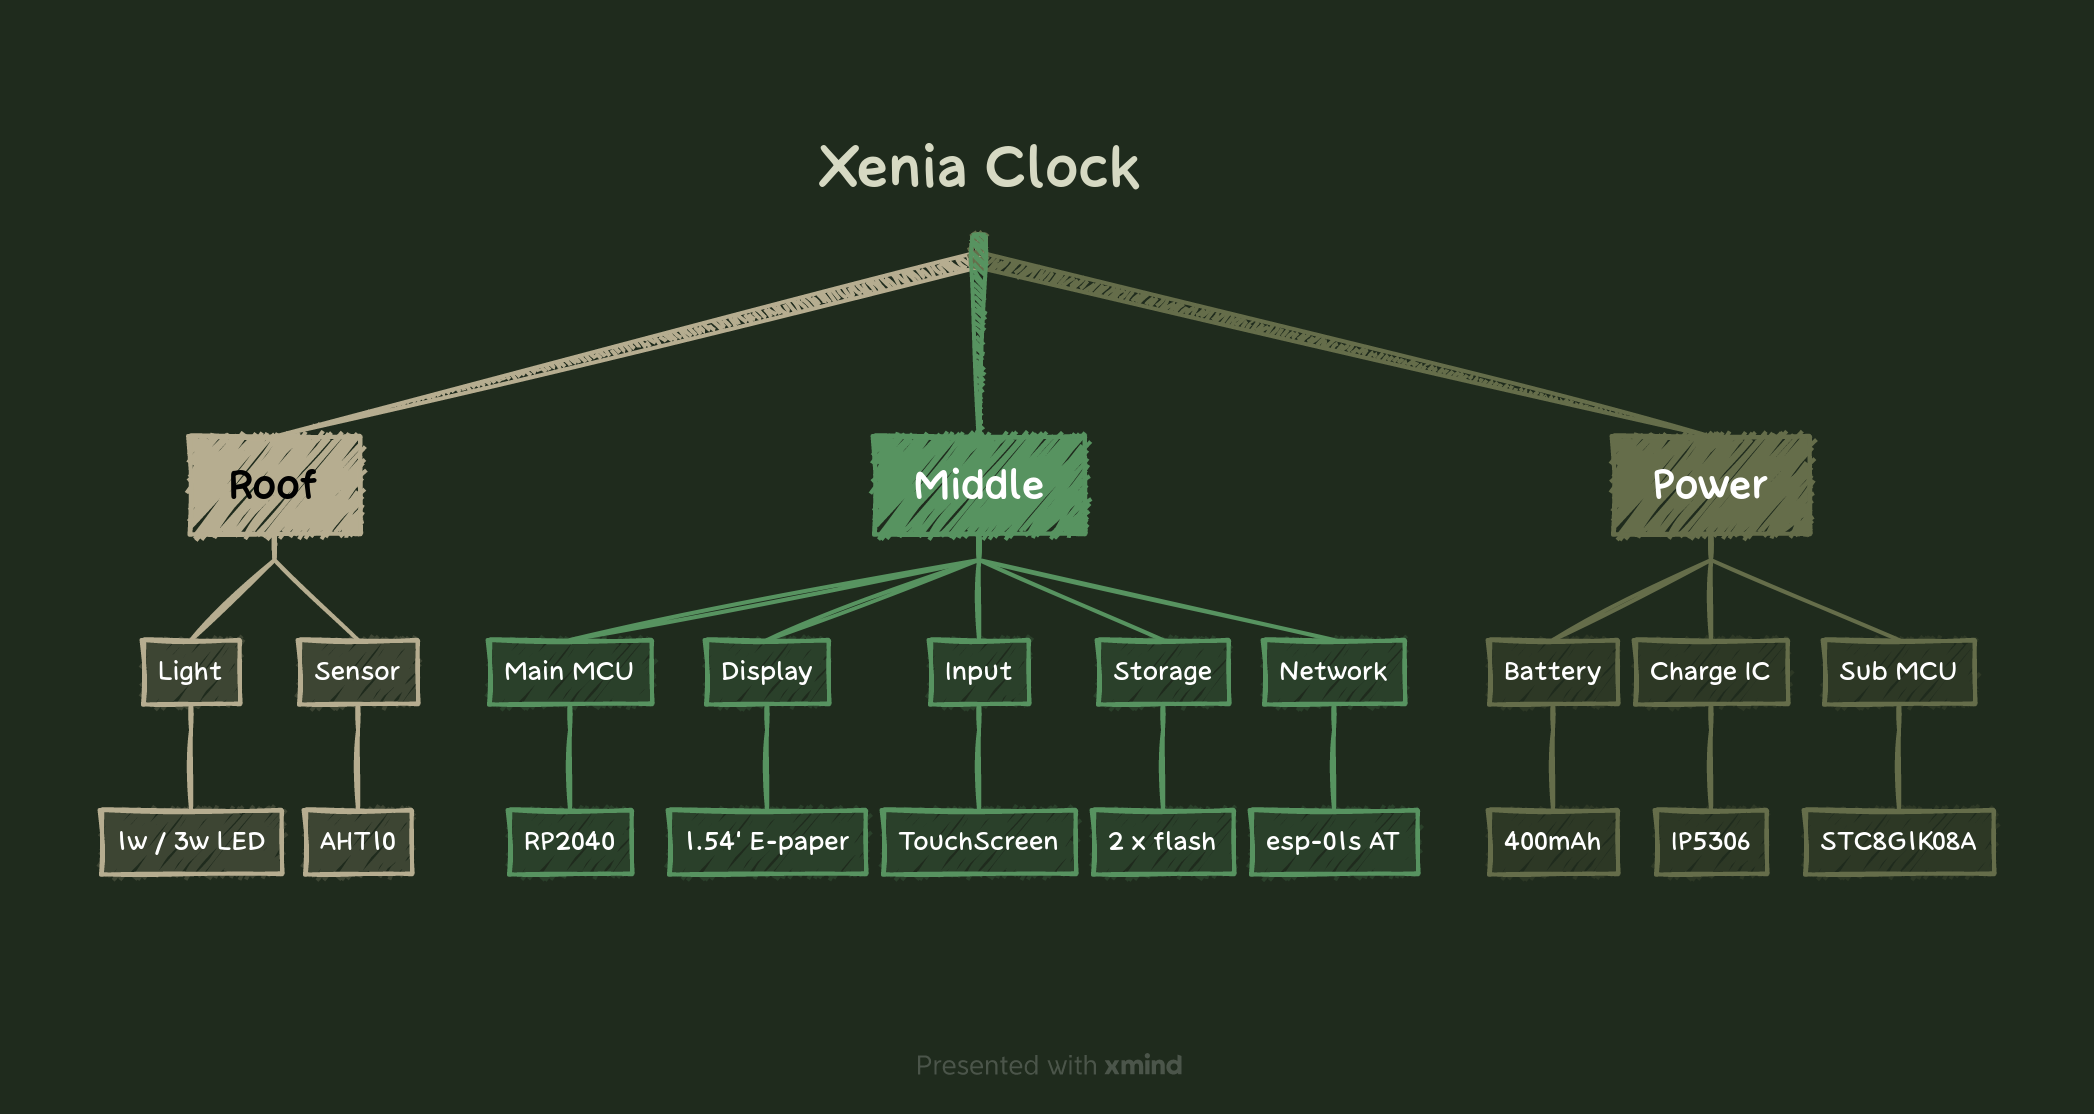 Xenia Clock
Roof
Middle
Power
Light
Sensor
Main MCU
Display
Input
Storage
Network
Battery
Charge IC
Sub MCU
1w / 3w LED
AHT10
RP2040
1.54' E-paper
TouchScreen
2 x flash
esp-01s AT
400mAh
IP5306
STC8G1K08A
Presented with xmind